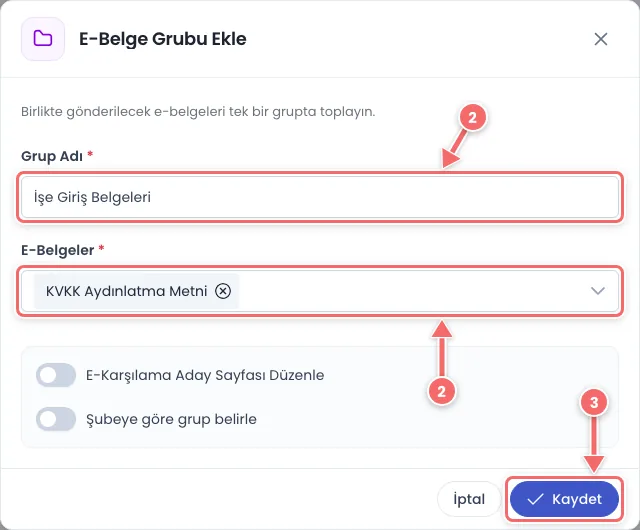 E-Belge Grubu Ekle
Birlikte gönderilecek e-belgeleri tek bir grupta toplayın.
2
Grup Adı *
İşe Giriş Belgeleri
E-Belgeler *
KVKK Aydınlatma Metni
2
E-Karşılama Aday Sayfası Düzenle
Şubeye göre grup belirle
3
İptal
Kaydet